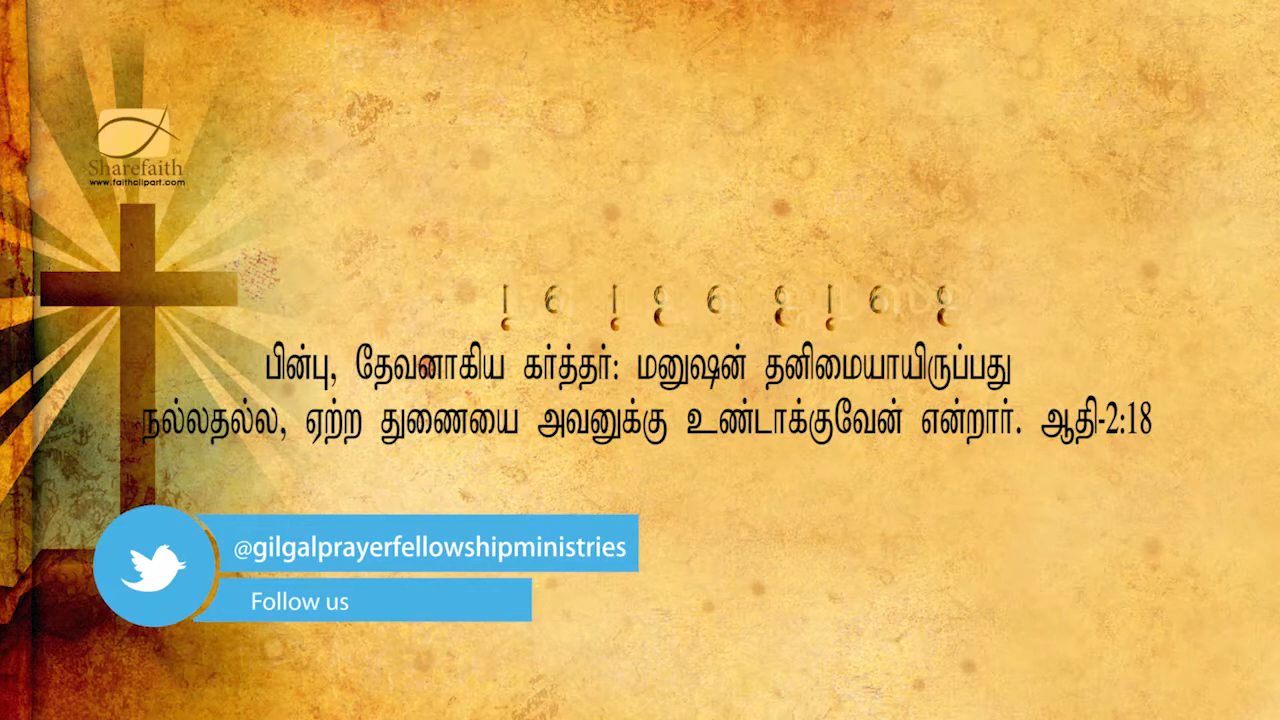 Sharefaith
www.faithclipart.com
பின்பு, தேவனாகிய கர்த்தர்: மனுஷன் தனிமையாயிருப்பது
நல்லதல்ல, ஏற்ற துணையை அவனுக்கு உண்டாக்குவேன் என்றார். ஆதி-2:18
@gilgalprayerfellowshipministries
Follow us